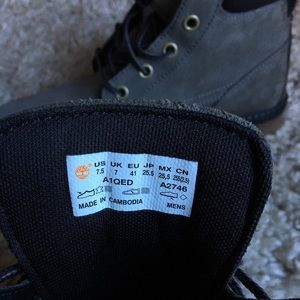 US UK EU JP MX CN
7.5 7 41 25.5 25,5 255(2.5)
A1QED A2746
MADE IN CAMBODIA MENS